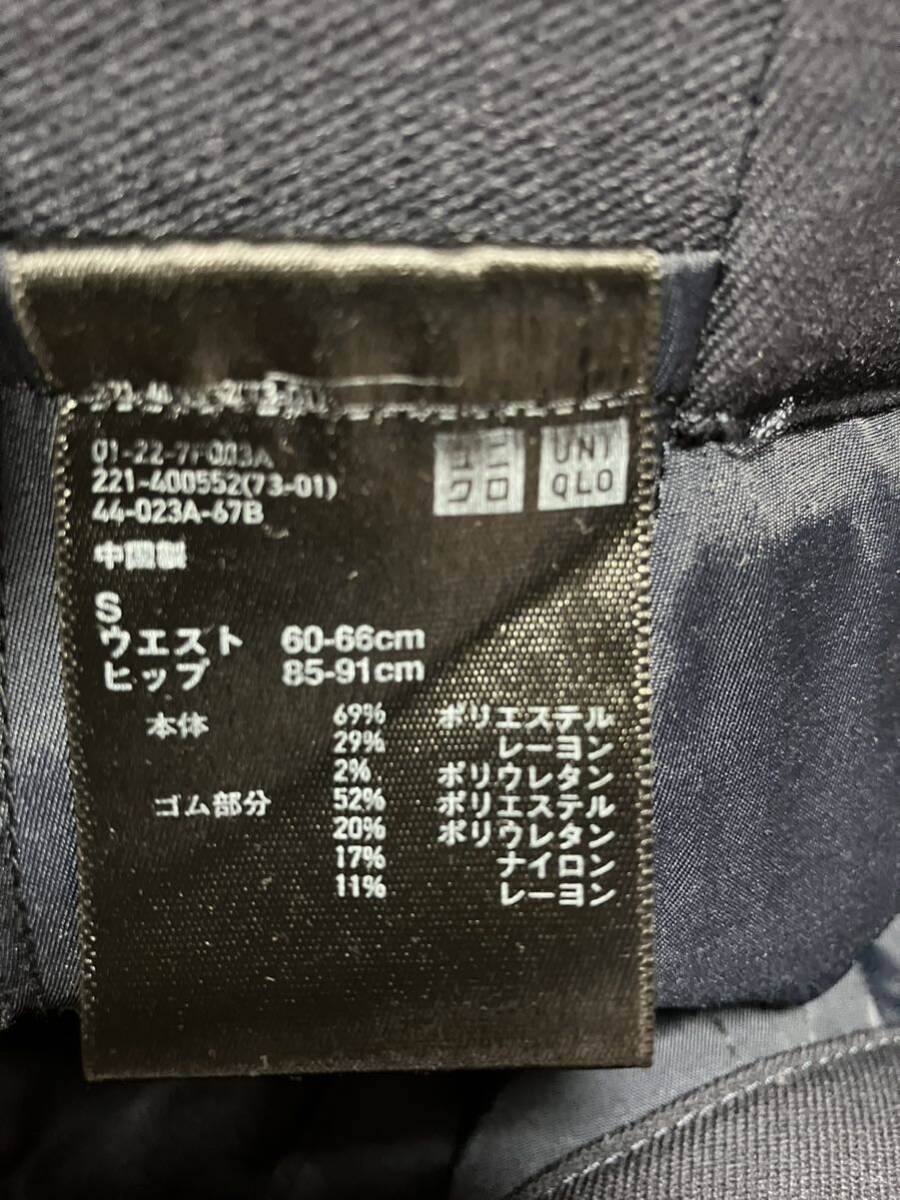 ユニ
クロ
UNI
QLO
01-22-7F003A
221-400552(73-01)
44-023A-67B
中国製
S
ウエスト 60-66cm
ヒップ 85-91cm
本体 69% ポリエステル
29% レーヨン
2% ポリウレタン
ゴム部分 52% ポリエステル
20% ポリウレタン
17% ナイロン
11% レーヨン